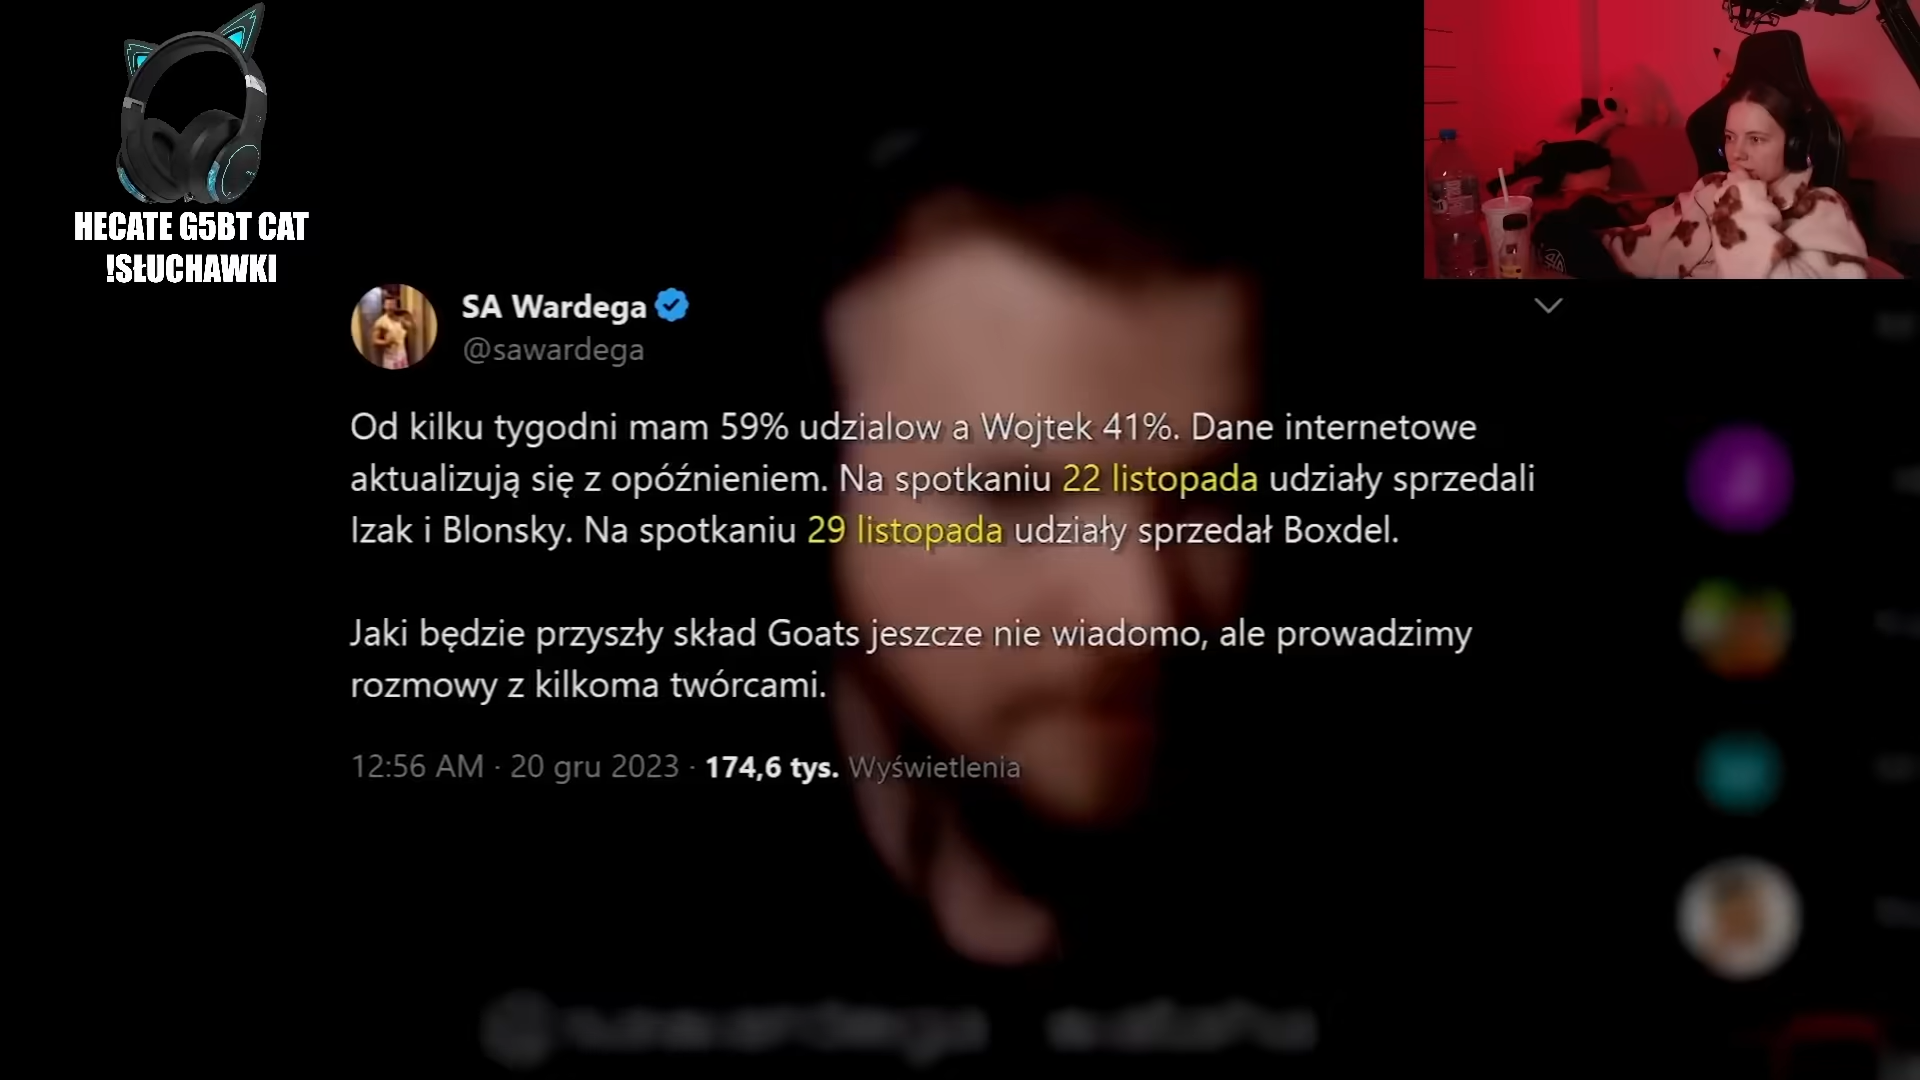 HECATE G5BT CAT
!SŁUCHAWKI
SA Wardega
@sawardega
Od kilku tygodni mam 59% udzialow a Wojtek 41%. Dane internetowe
aktualizują się z opóźnieniem. Na spotkaniu 22 listopada udziały sprzedali
Izak i Blonsky. Na spotkaniu 29 listopada udziały sprzedał Boxdel.
Jaki będzie przyszły skład Goats jeszcze nie wiadomo, ale prowadzimy
rozmowy z kilkoma twórcami.
12:56 AM · 20 gru 2023 · 174,6 tys. Wyświetlenia